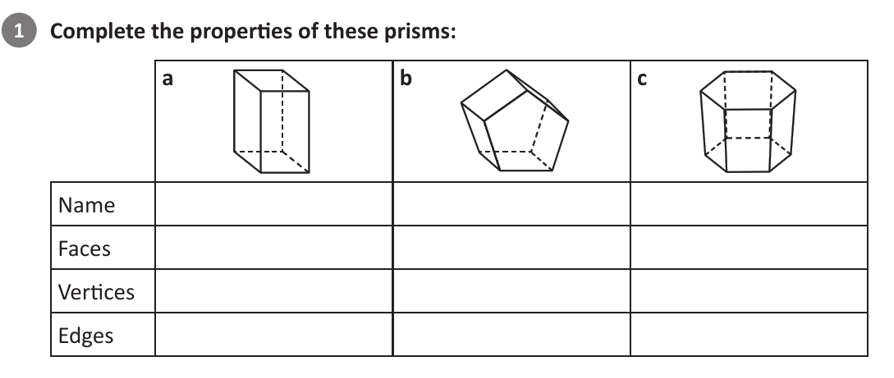 1 Complete the properties of these prisms:
a b c
Name
Faces
Vertices
Edges